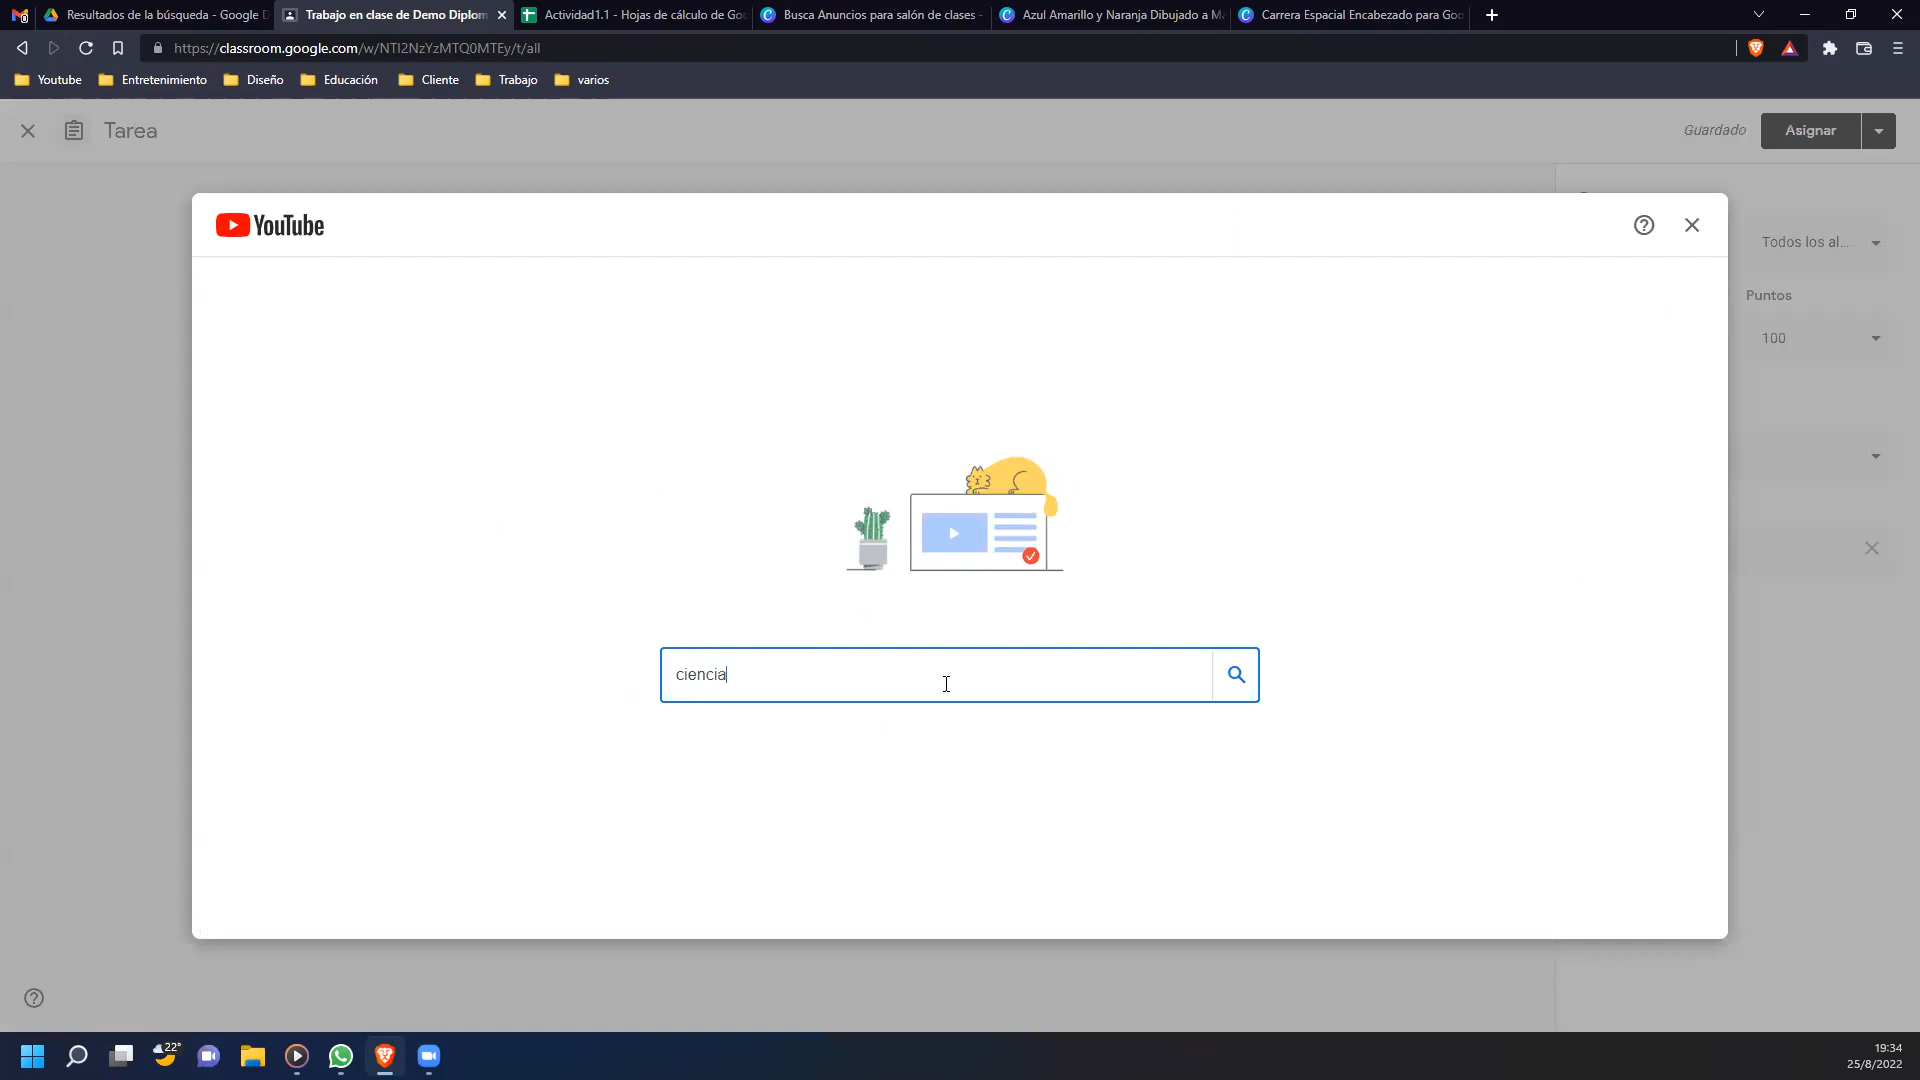 Resultados de la búsqueda - Google D
Trabajo en clase de Demo Diplom
Actividad1.1 - Hojas de cálculo de Goo
Busca Anuncios para salón de clases -
Azul Amarillo y Naranja Dibujado a Ma
Carrera Espacial Encabezado para Goo
https://classroom.google.com/w/NTI2NzYzMTQ0MTEy/t/all
Youtube
Entretenimiento
Diseño
Educación
Cliente
Trabajo
varios
Tarea
Guardado
Asignar
YouTube
Todos los al...
Puntos
100
ciencia
22°
19:34
25/8/2022